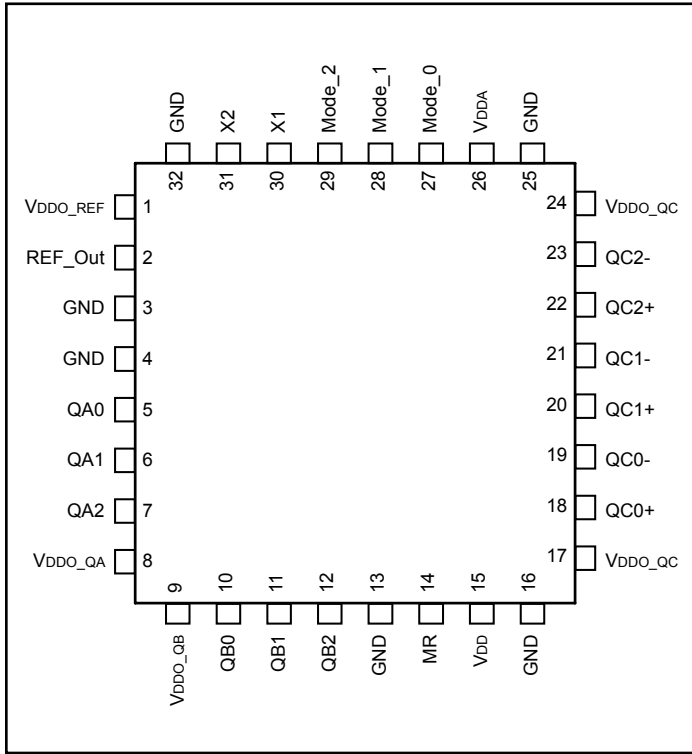 GND
X2
X1
Mode_2
Mode_1
Mode_0
VDDA
GND
32
31
30
29
28
27
26
25
VDDO_REF 1
REF_Out 2
GND 3
GND 4
QA0 5
QA1 6
QA2 7
VDDO_QA 8
24 VDDO_QC
23 QC2-
22 QC2+
21 QC1-
20 QC1+
19 QC0-
18 QC0+
17 VDDO_QC
9
10
11
12
13
14
15
16
VDDO_QB
QB0
QB1
QB2
GND
MR
VDD
GND